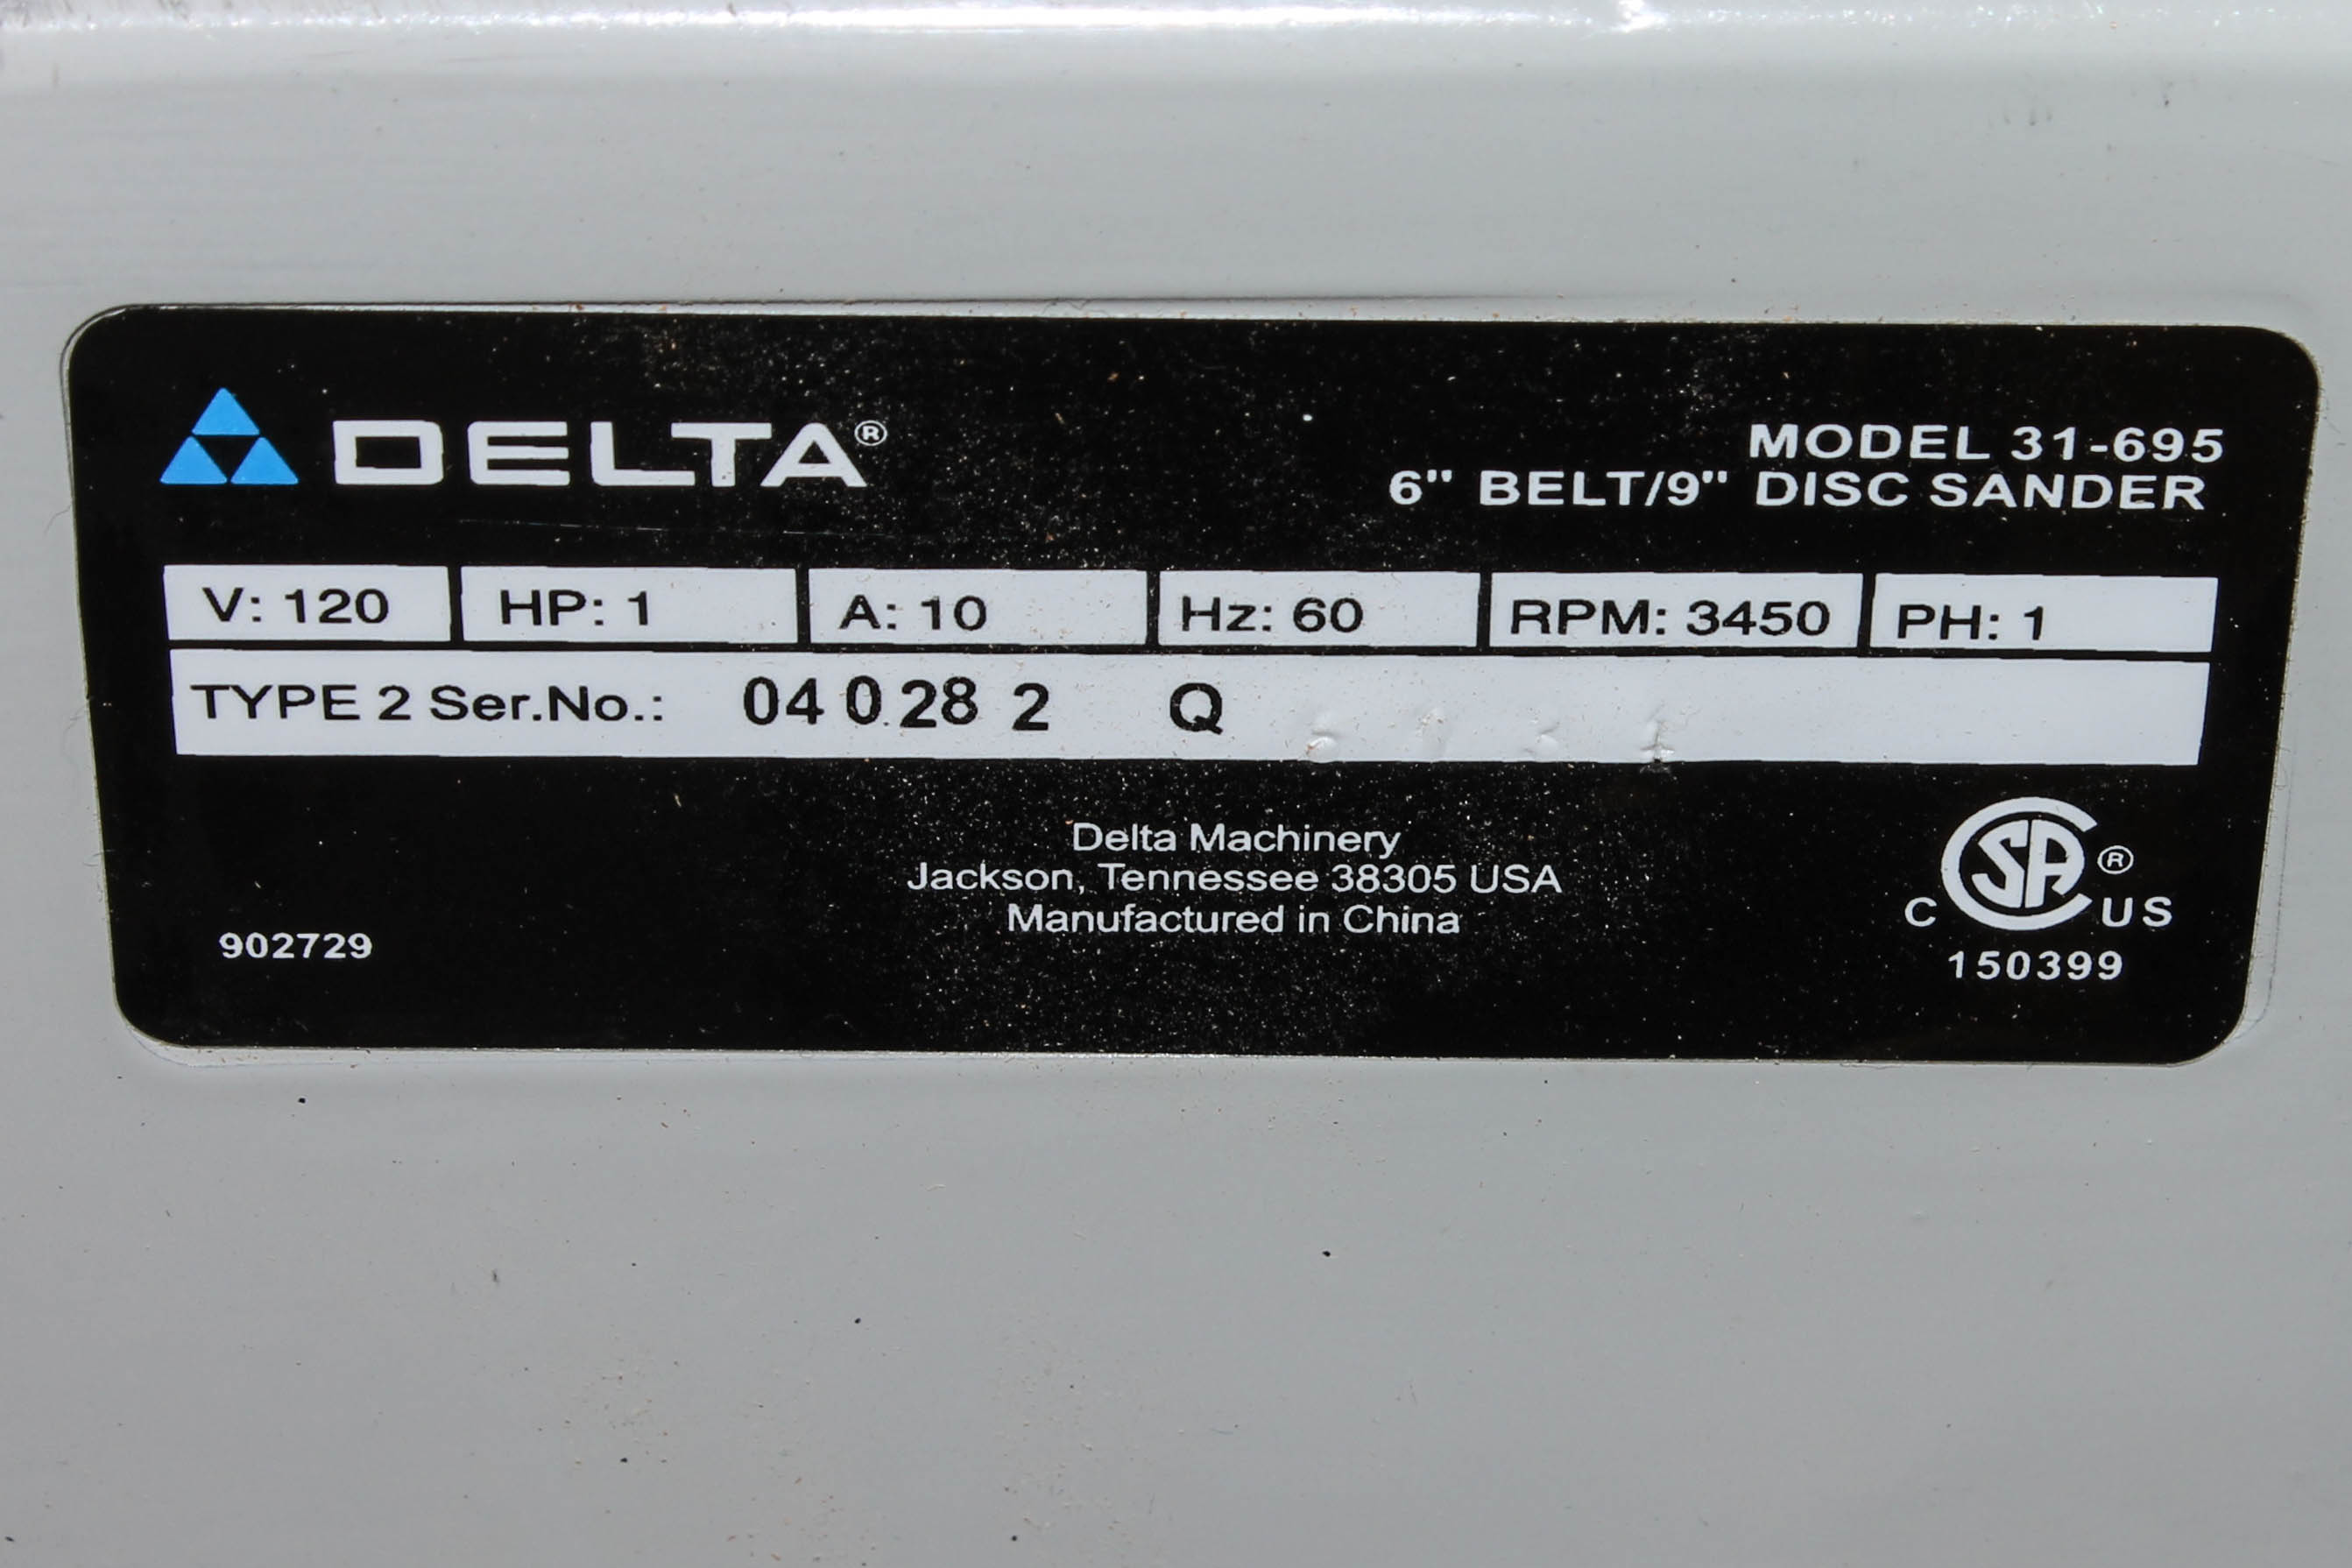 DELTA®
MODEL 31-695
6" BELT/9" DISC SANDER
V: 120 HP: 1 A: 10 Hz: 60 RPM: 3450 PH: 1
TYPE 2 Ser.No.: 04 0 28 2 Q
Delta Machinery
Jackson, Tennessee 38305 USA
Manufactured in China
902729
C SA ® US
150399